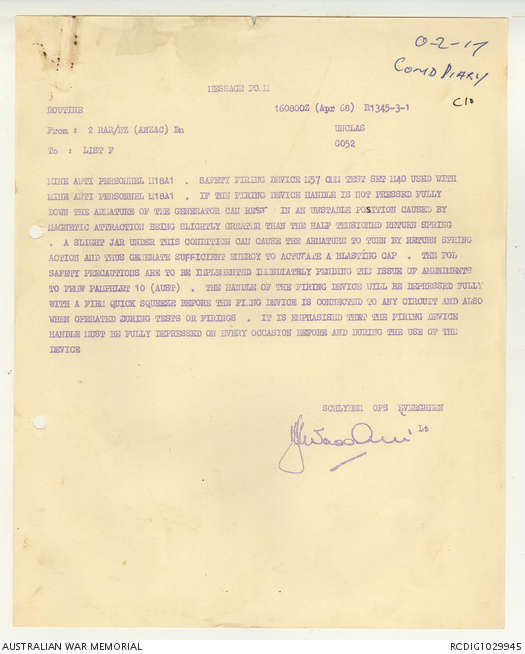 0-2-17
COMD DIARY
C10
MESSAGE FORM
ROUTINE 160800Z (Apr 68) R1345-3-1
From : 2 RAR/NZ (ANZAC) Bn UNCLAS
To : LIST F G052
MINE ANTI PERSONNEL M18A1 . SAFETY FIRING DEVICE M57 CMM TEST SET M40 USED WITH
MINE ANTI PERSONNEL M18A1 . IF THE FIRING DEVICE HANDLE IS NOT PRESSED FULLY
DOWN THE ARMATURE OF THE GENERATOR CAN REST IN AN UNSTABLE POSITION CAUSED BY
MAGNETIC ATTRACTION BEING SLIGHTLY GREATER THAN THE HALF TENSIONED RETURN SPRING
. A SLIGHT JAR UNDER THIS CONDITION CAN CAUSE THE ARMATURE TO TURN BY RETURN SPRING
ACTION AND THUS GENERATE SUFFICIENT ENERGY TO ACTIVATE A BLASTING CAP . THE FOL
SAFETY PRECAUTIONS ARE TO BE IMPLEMENTED IMMEDIATELY PENDING THE ISSUE OF AMENDMENTS
TO PROV PAMPHLET 10 (AUST) . THE HANDLE OF THE FIRING DEVICE WILL BE DEPRESSED FULLY
WITH A FIRM QUICK SQUEEZE BEFORE THE FIRING DEVICE IS CONNECTED TO ANY CIRCUIT AND ALSO
WHEN OPERATED DURING TESTS OR FIRINGS . IT IS EMPHASISED THAT THE FIRING DEVICE
HANDLE MUST BE FULLY DEPRESSED ON EVERY OCCASION BEFORE AND DURING THE USE OF THE
DEVICE
OPS EVERGREEN
Lt
AUSTRALIAN WAR MEMORIAL RCDIG1029945